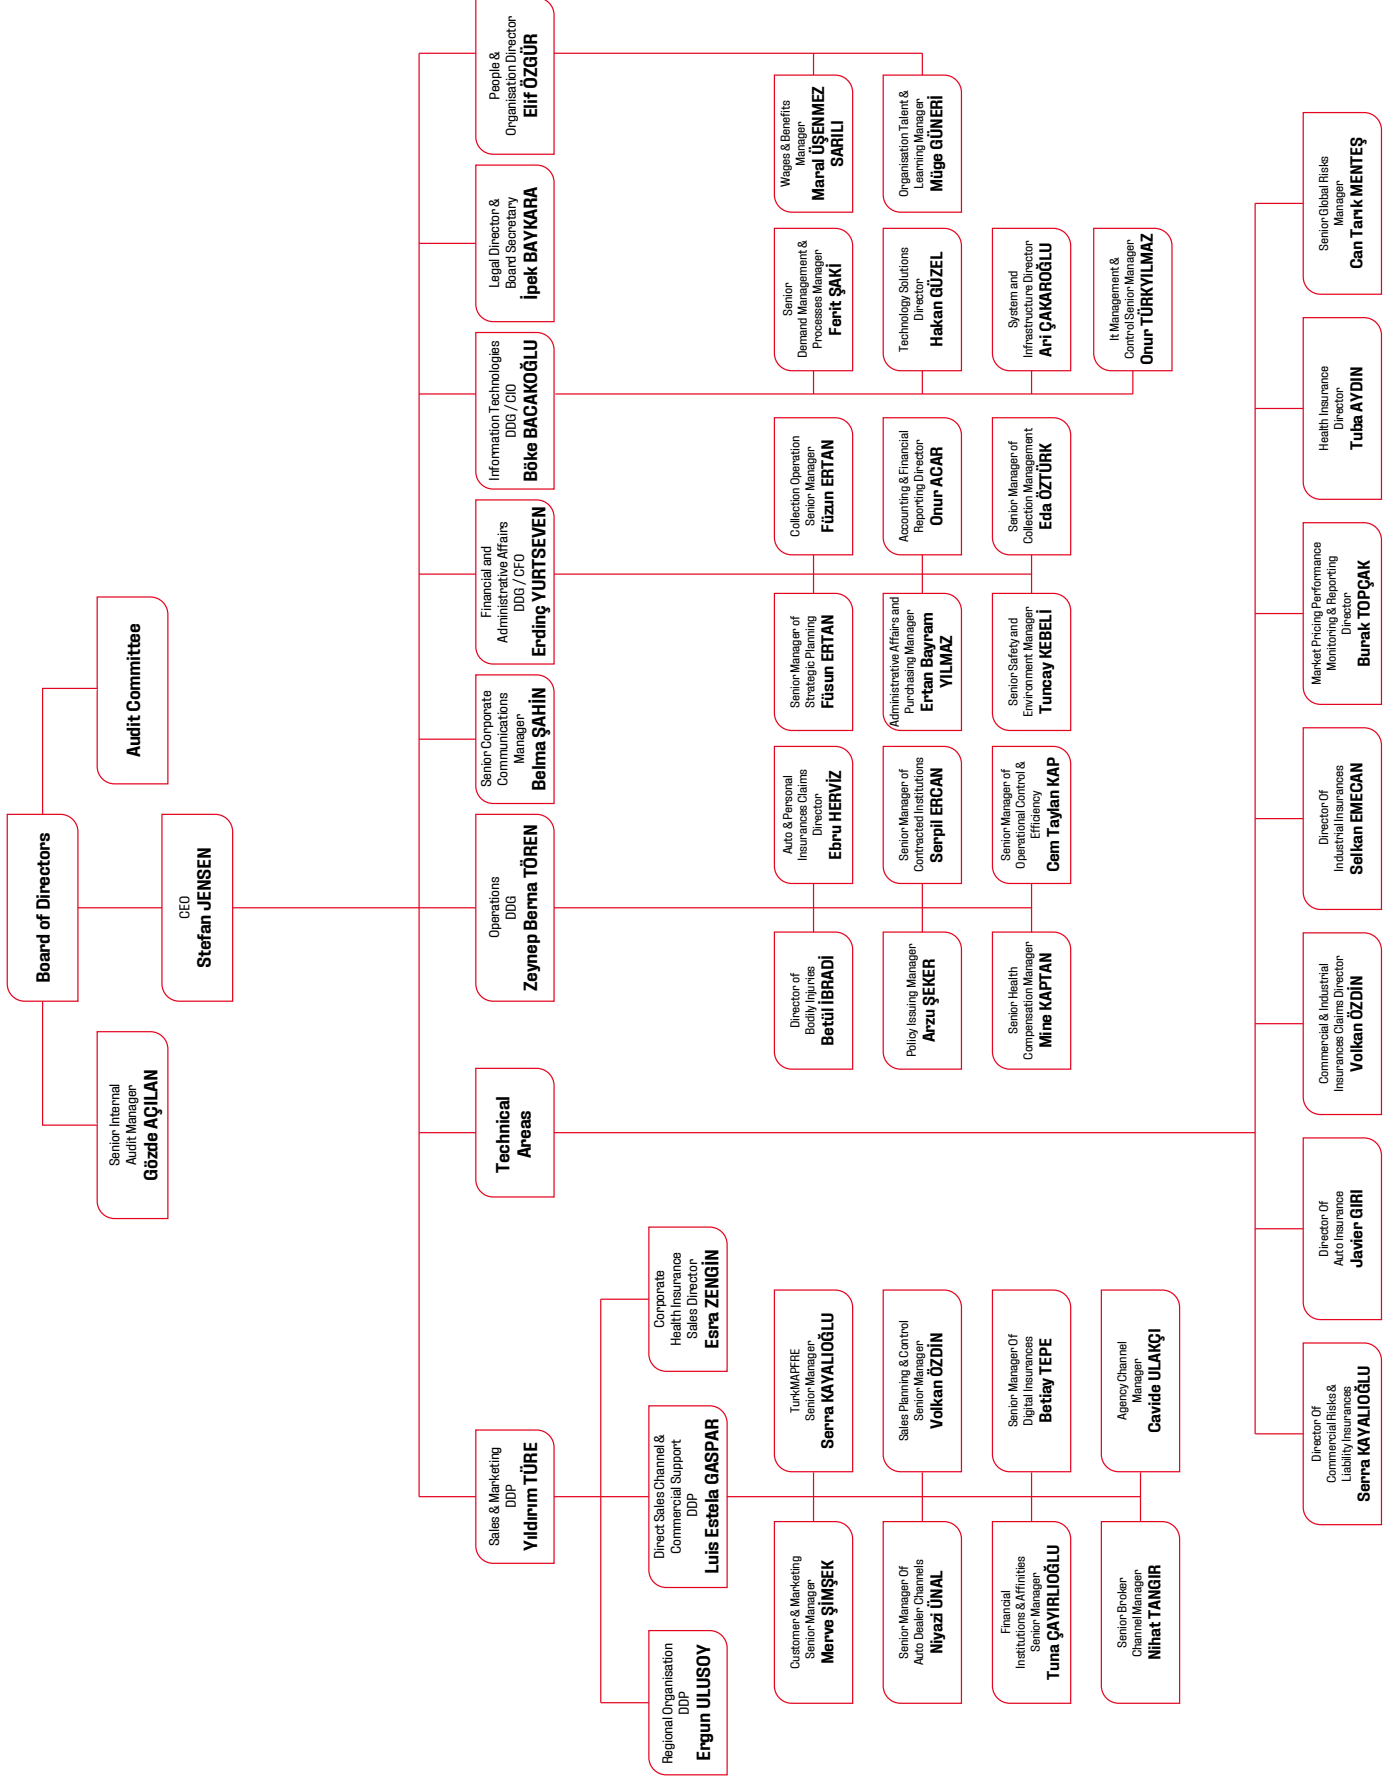 Board of Directors
Senior Internal
Audit Manager
Gözde AÇILAN
Audit Committee
CEO
Stefan JENSEN
Sales & Marketing
DDP
Yıldırım TÜRE
Technical
Areas
Operations
DDG
Zeynep Berna TÖREN
Senior Corporate
Communications
Manager
Belma ŞAHİN
Financial and
Administrative Affairs
DDG / CFO
Erdinç YURTSEVEN
Information Technologies
DDG / CIO
Böke BACAKOĞLU
Legal Director &
Board Secretary
İpek BAYKARA
People &
Organisation Director
Elif ÖZGÜR
Regional Organisation
DDP
Ergun ULUSOY
Direct Sales Channel &
Commercial Support
DDP
Luis Estela GASPAR
Corporate
Health Insurance
Sales Director
Esra ZENGİN
Customer & Marketing
Senior Manager
Merve ŞİMŞEK
TurkMAPFRE
Senior Manager
Serra KAYALIOĞLU
Director of
Bodily Injuries
Betül İBRADİ
Auto & Personal
Insurances Claims
Director
Ebru HERVİZ
Senior Manager of
Strategic Planning
Füsun ERTAN
Collection Operation
Senior Manager
Füzun ERTAN
Senior
Demand Management &
Processes Manager
Ferit ŞAKİ
Wages & Benefits
Manager
Maral ÜŞENMEZ
SARILI
Senior Manager Of
Auto Dealer Channels
Niyazi ÜNAL
Sales Planning & Control
Senior Manager
Volkan ÖZDİN
Policy Issuing Manager
Arzu ŞEKER
Senior Manager of
Contracted Institutions
Serpil ERCAN
Administrative Affairs and
Purchasing Manager
Ertan Bayram
YILMAZ
Accounting & Financial
Reporting Director
Onur ACAR
Technology Solutions
Director
Hakan GÜZEL
Organisation Talent &
Learning Manager
Müge GÜNERİ
Financial
Institutions & Affinities
Senior Manager
Tuna ÇAYIRLIOĞLU
Senior Manager Of
Digital Insurances
Betiay TEPE
Senior Health
Compensation Manager
Mine KAPTAN
Senior Manager of
Operational Control &
Efficiency
Cem Taylan KAP
Senior Safety and
Environment Manager
Tuncay KEBELİ
Senior Manager of
Collection Management
Eda ÖZTÜRK
System and
Infrastructure Director
Ari ÇAKAROĞLU
Senior Broker
Channel Manager
Nihat TANGIR
Agency Channel
Manager
Cavide ULAKÇI
It Management &
Control Senior Manager
Onur TÜRKYILMAZ
Director Of
Commercial Risks &
Liability Insurances
Serra KAYALIOĞLU
Director Of
Auto Insurance
Javier GIRI
Commercial & Industrial
Insurances Claims Director
Volkan ÖZDİN
Director Of
Industrial Insurances
Selkan EMECAN
Market Pricing Performance
Monitoring & Reporting
Director
Burak TOPÇAK
Health Insurance
Director
Tuba AYDIN
Senior Global Risks
Manager
Can Tarık MENTEŞ